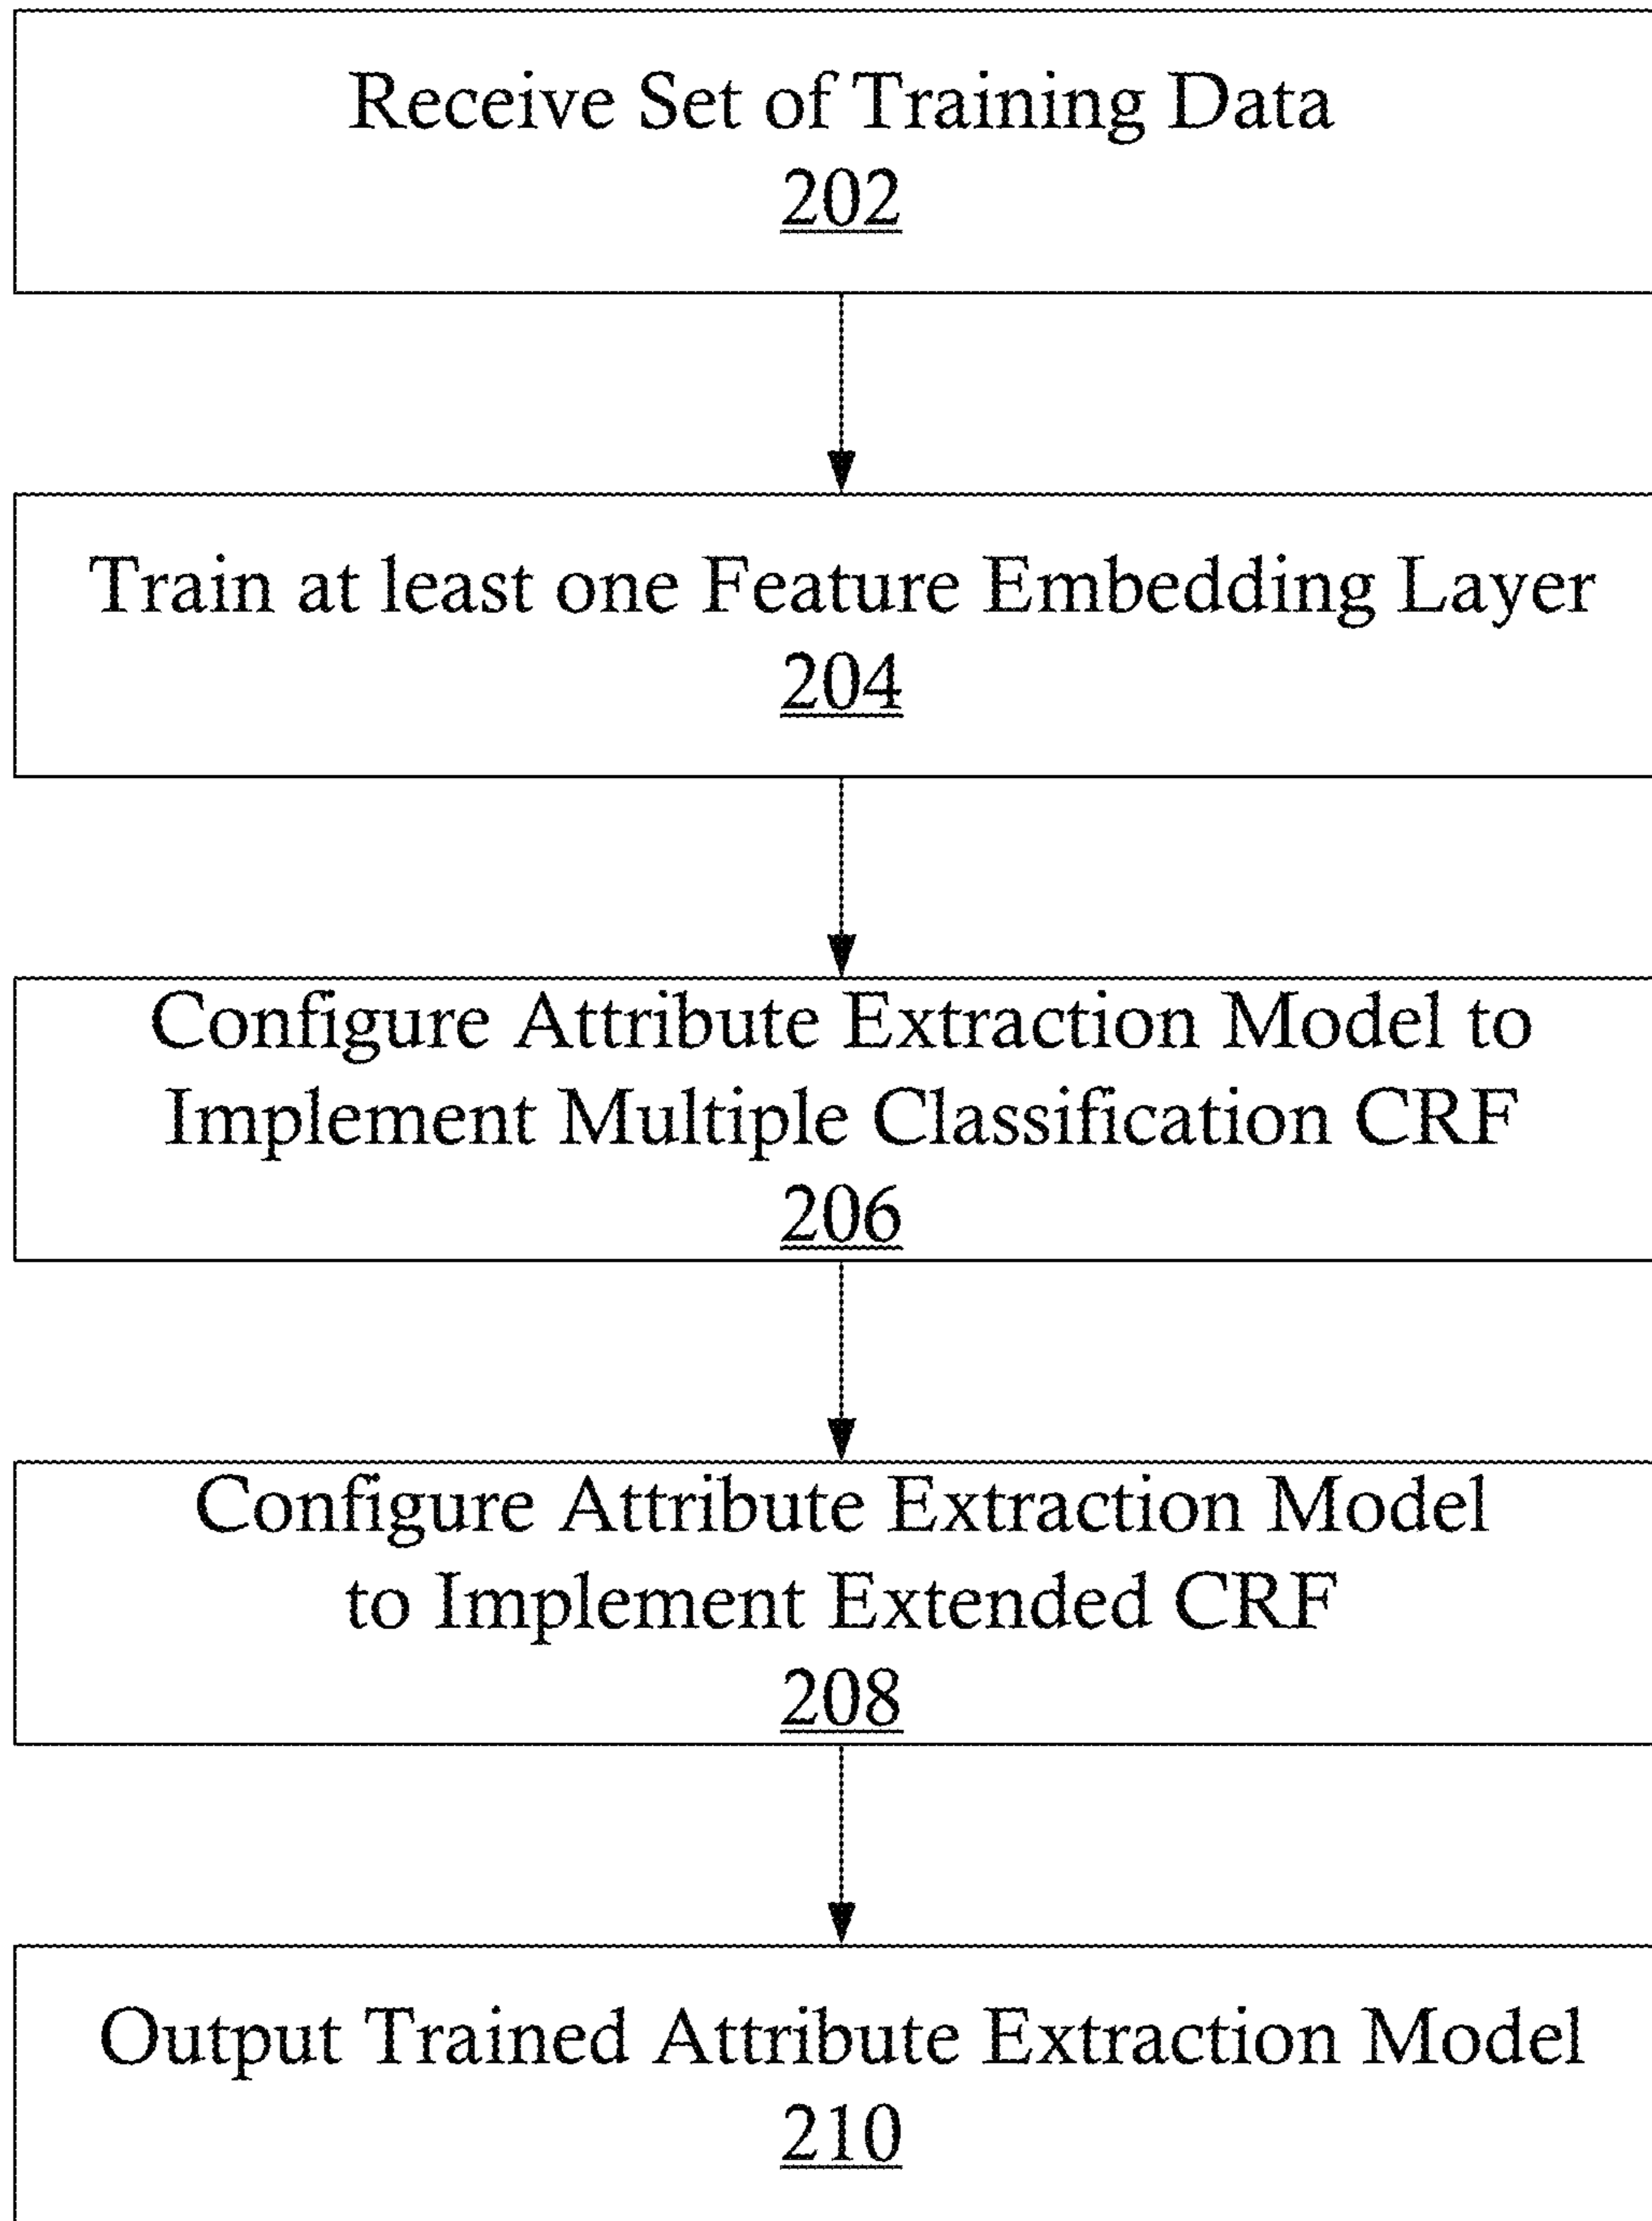 Receive Set of Training Data
202
Train at least one Feature Embedding Layer
204
Configure Attribute Extraction Model to
Implement Multiple Classification CRF
206
Configure Attribute Extraction Model
to Implement Extended CRF
208
Output Trained Attribute Extraction Model
210